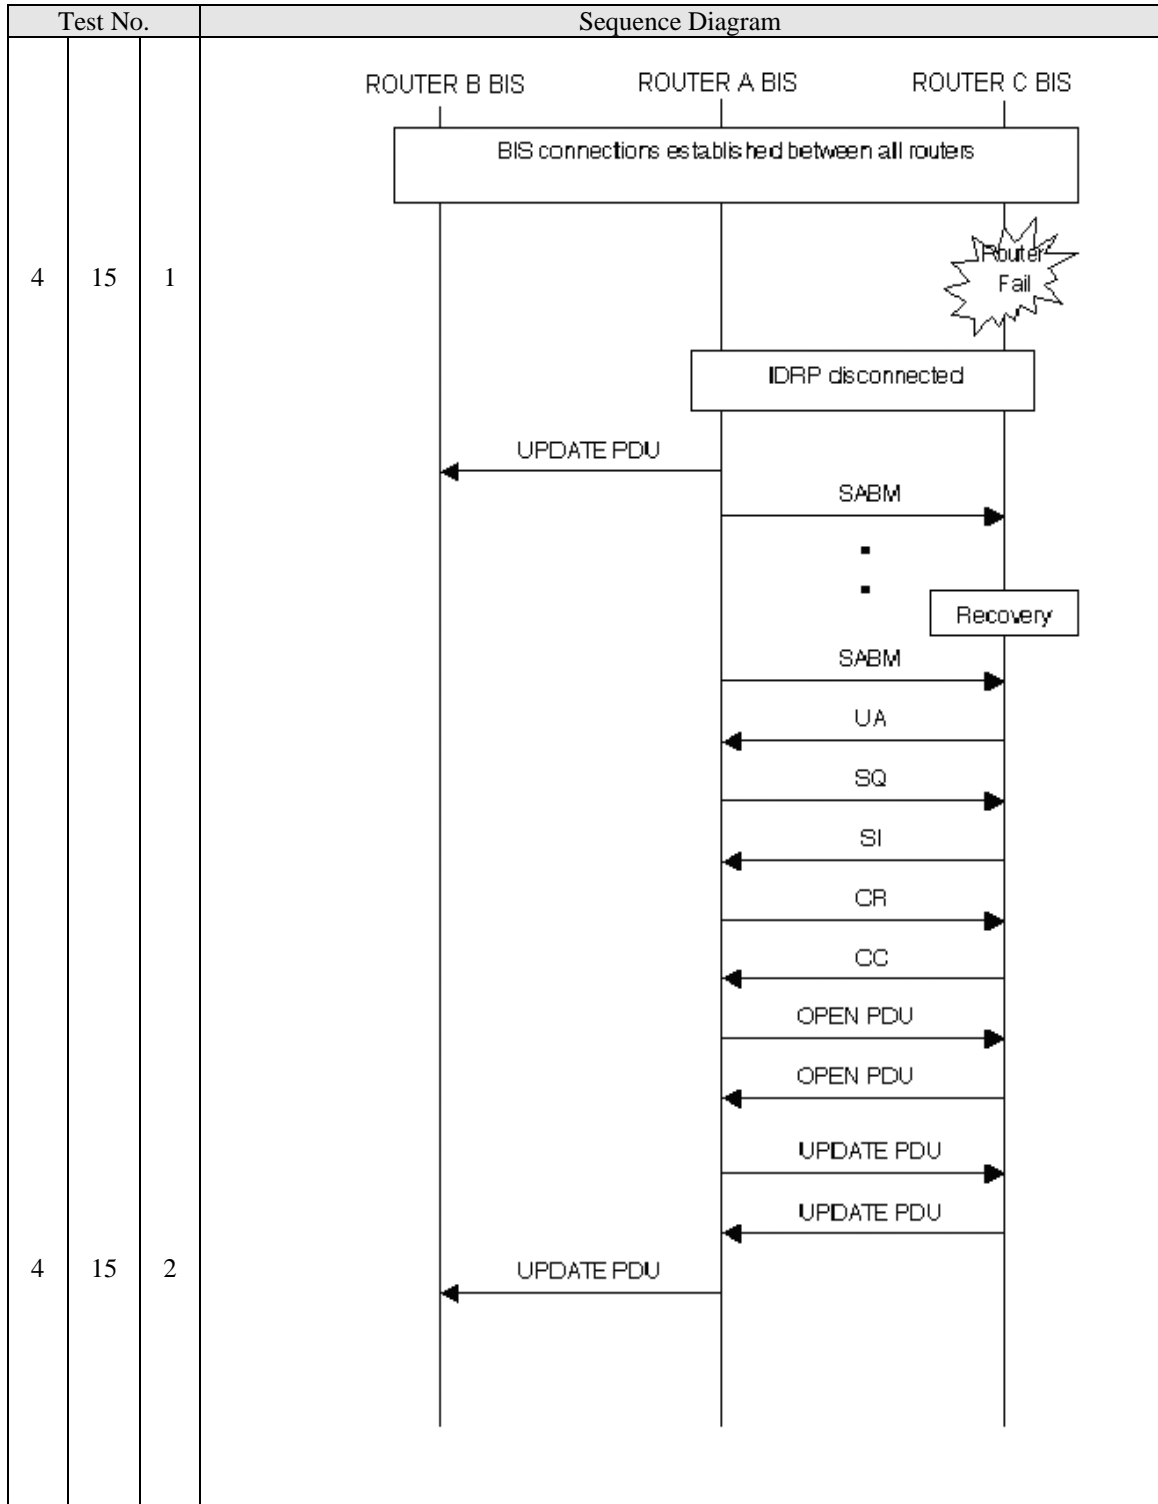 Test No. Sequence Diagram
ROUTER B BIS ROUTER A BIS ROUTER C BIS
BIS connections established between all routers
4 15 1
Router
Fail
IDRP disconnected
UPDATE PDU
SABM
Recovery
SABM
UA
SQ
SI
CR
CC
OPEN PDU
OPEN PDU
UPDATE PDU
UPDATE PDU
4 15 2 UPDATE PDU